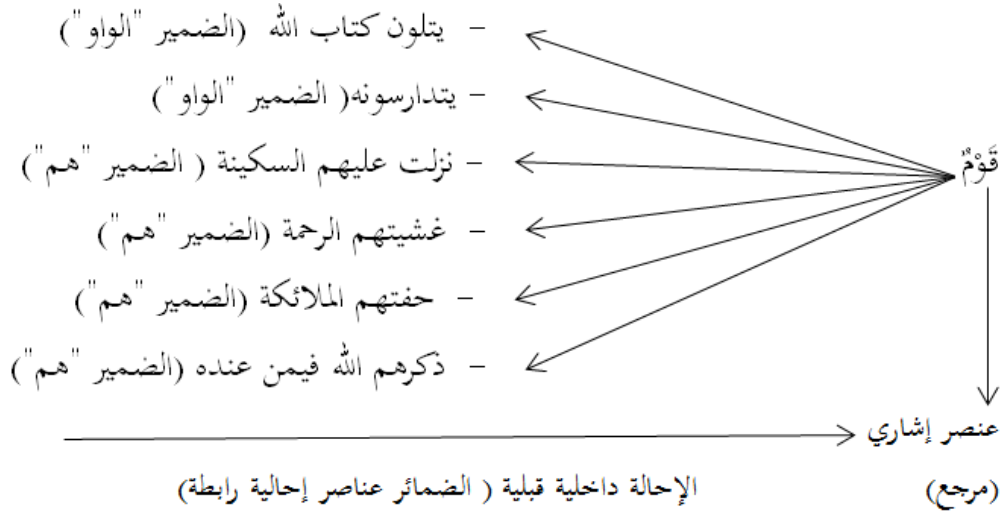 - يتلون كتاب الله (الضمير "الواو")
- يتدارسونه( الضمير "الواو")
- نزلت عليهم السكينة ( الضمير "هم")
قَوْمٌ
- غشيتهم الرحمة (الضمير "هم")
- حفتهم الملائكة (الضمير "هم")
- ذكرهم الله فيمن عنده (الضمير "هم")
عنصر إشاري
(مرجع) الإحالة داخلية قبلية ( الضمائر عناصر إحالية رابطة)